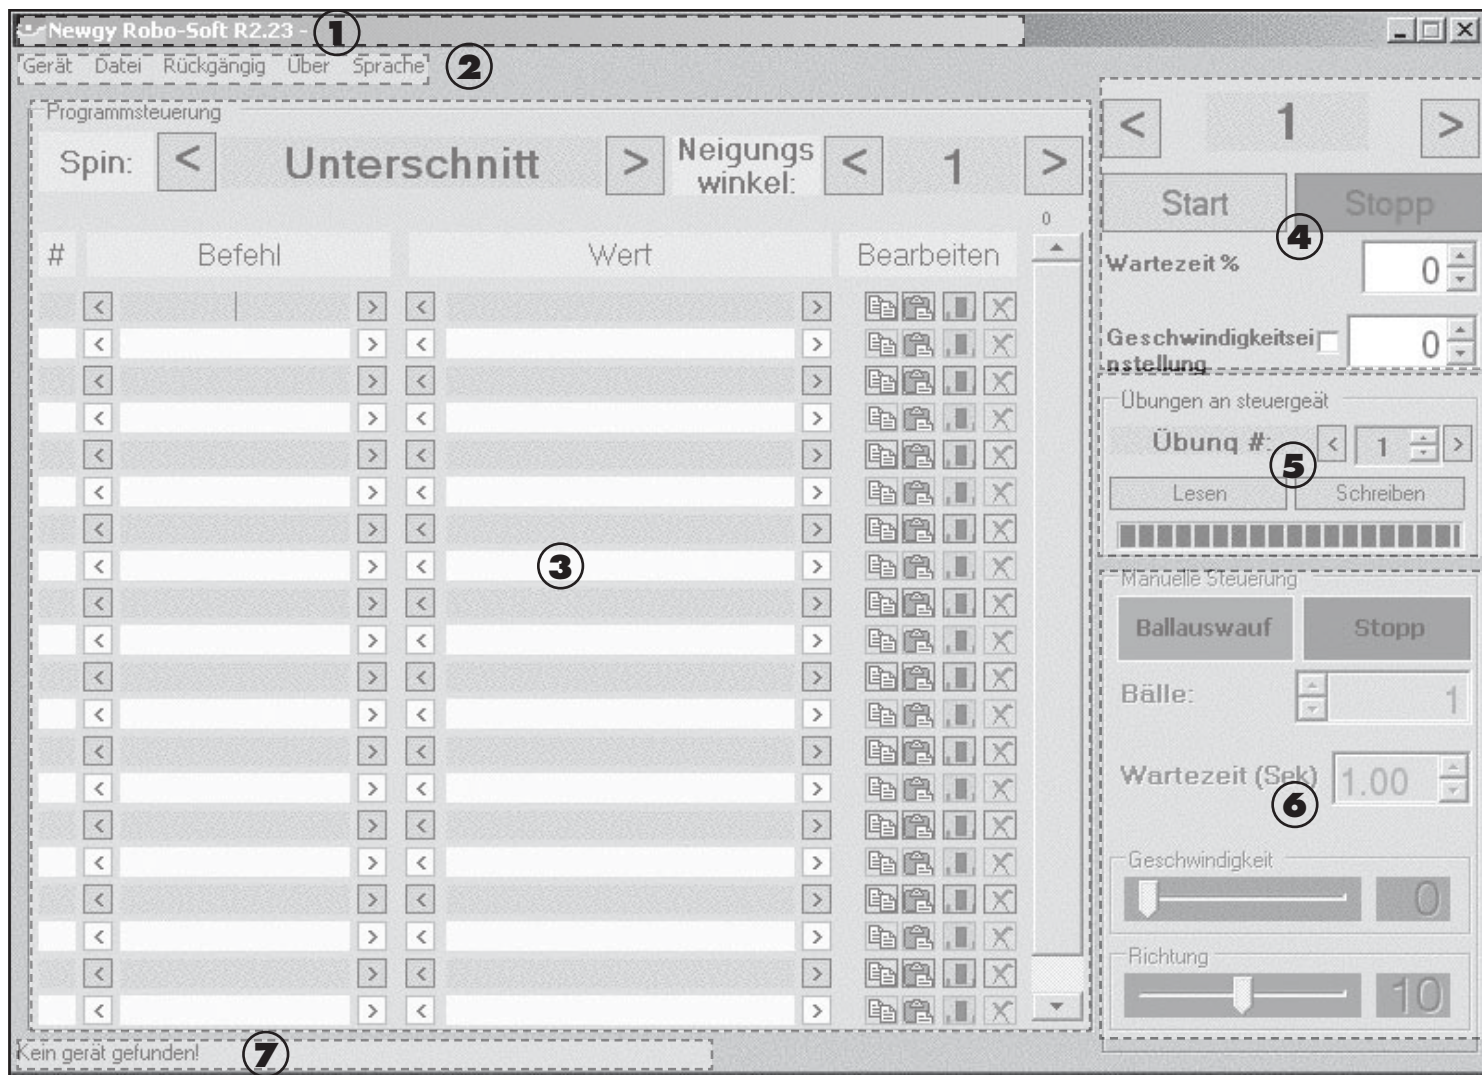 Newgy Robo-Soft R2.23 -
1
Gerät Datei Rückgängig Über Sprache
2
Programmsteuerung
Spin: < Unterschnitt > Neigungs winkel: < 1 >
0
# Befehl Wert Bearbeiten
< > < >
< > < >
< > < >
< > < >
< > < >
< > < >
< > < >
< > < >
3
< > < >
< > < >
< > < >
< > < >
< > < >
< > < >
< > < >
< > < >
< > < >
< > < >
< > < >
< > < >
< 1 >
Start Stopp
4
Wartezeit % 0
Geschwindigkeitsei 0
nstellung
Übungen an steuergeät
Übung #: < 1 >
5
Lesen Schreiben
Manuelle Steuerung
Ballauswauf Stopp
Bälle: 1
Wartezeit (Sek) 1.00
6
Geschwindigkeit
0
Richtung
10
Kein gerät gefunden!
7